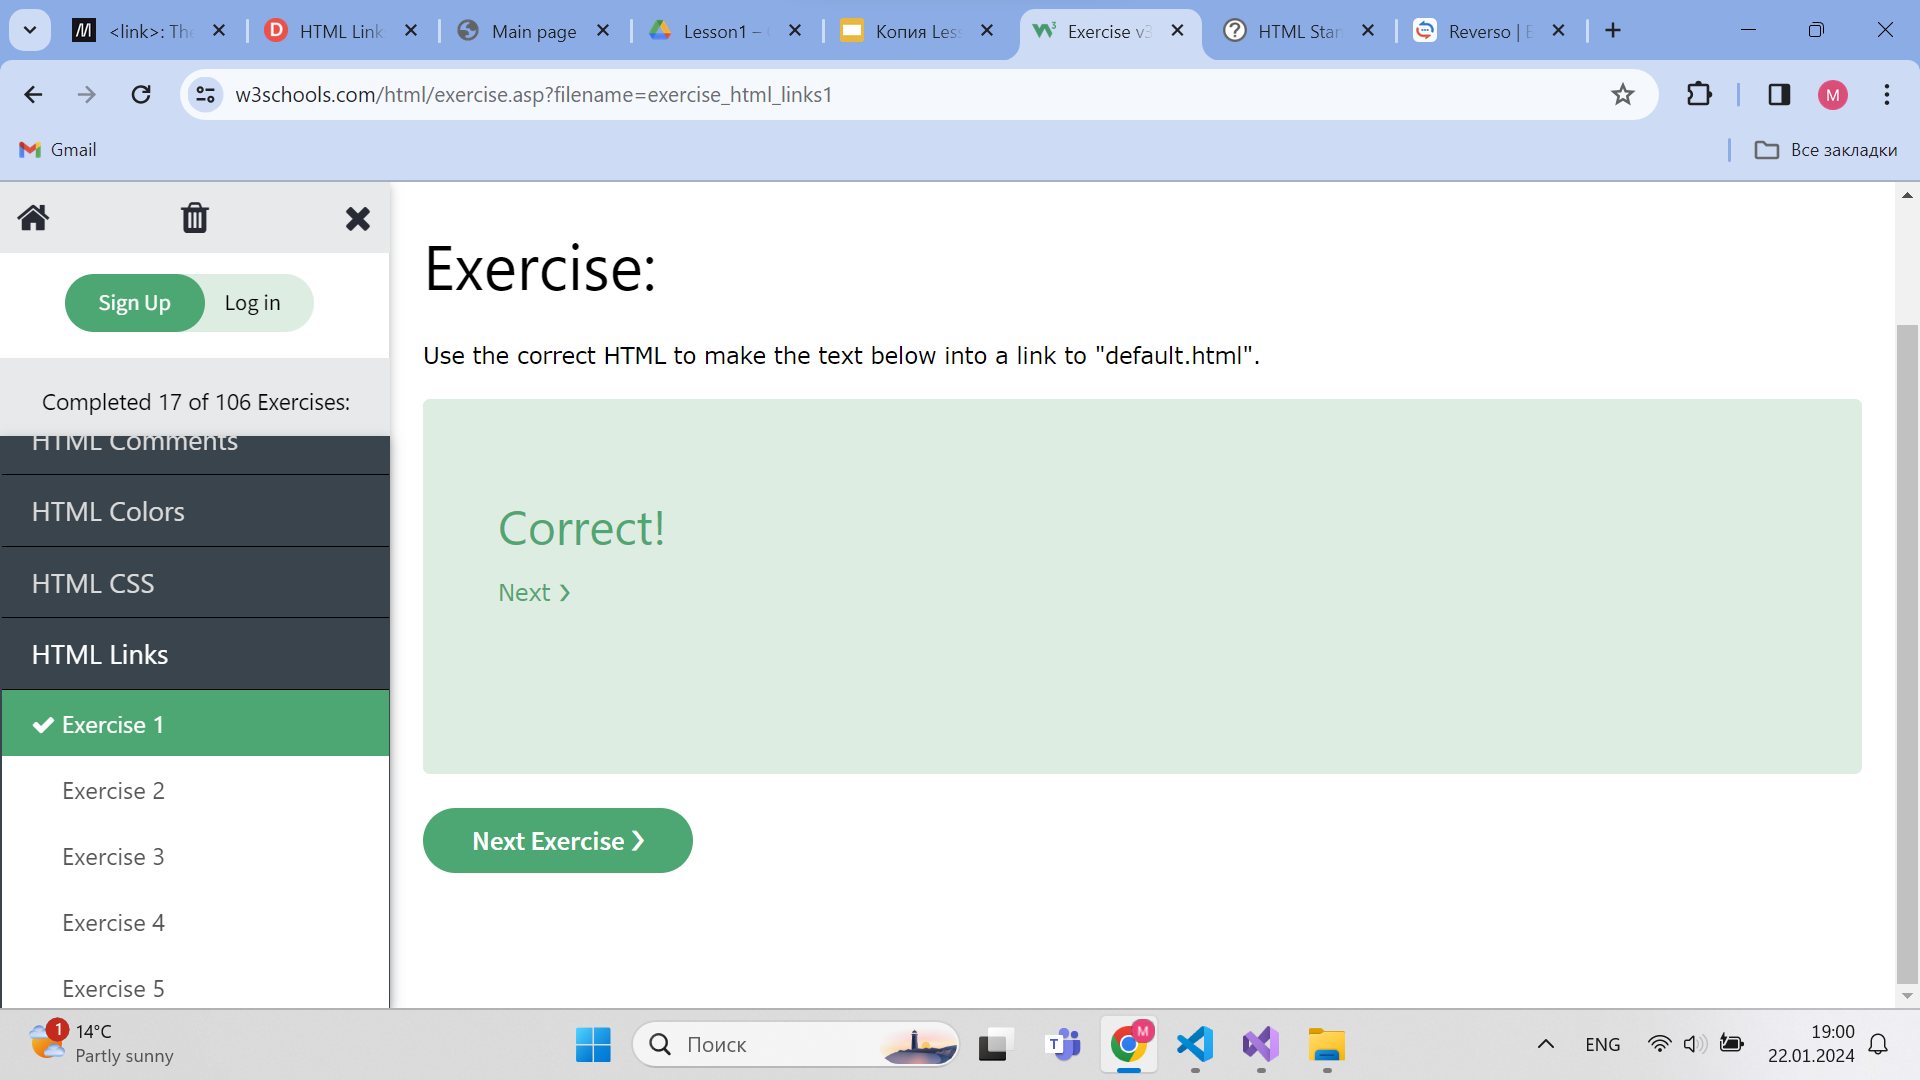 <link>: The
HTML Link
Main page
Lesson1 –
Копия Less
Exercise v3
HTML Star
Reverso | E
w3schools.com/html/exercise.asp?filename=exercise_html_links1
M
Gmail
Все закладки
Sign Up
Log in
Completed 17 of 106 Exercises:
HTML Comments
HTML Colors
HTML CSS
HTML Links
Exercise 1
Exercise 2
Exercise 3
Exercise 4
Exercise 5
Exercise:
Use the correct HTML to make the text below into a link to "default.html".
Correct!
Next ❯
Next Exercise ❯
1
14°C
Partly sunny
Поиск
M
ENG
19:00
22.01.2024